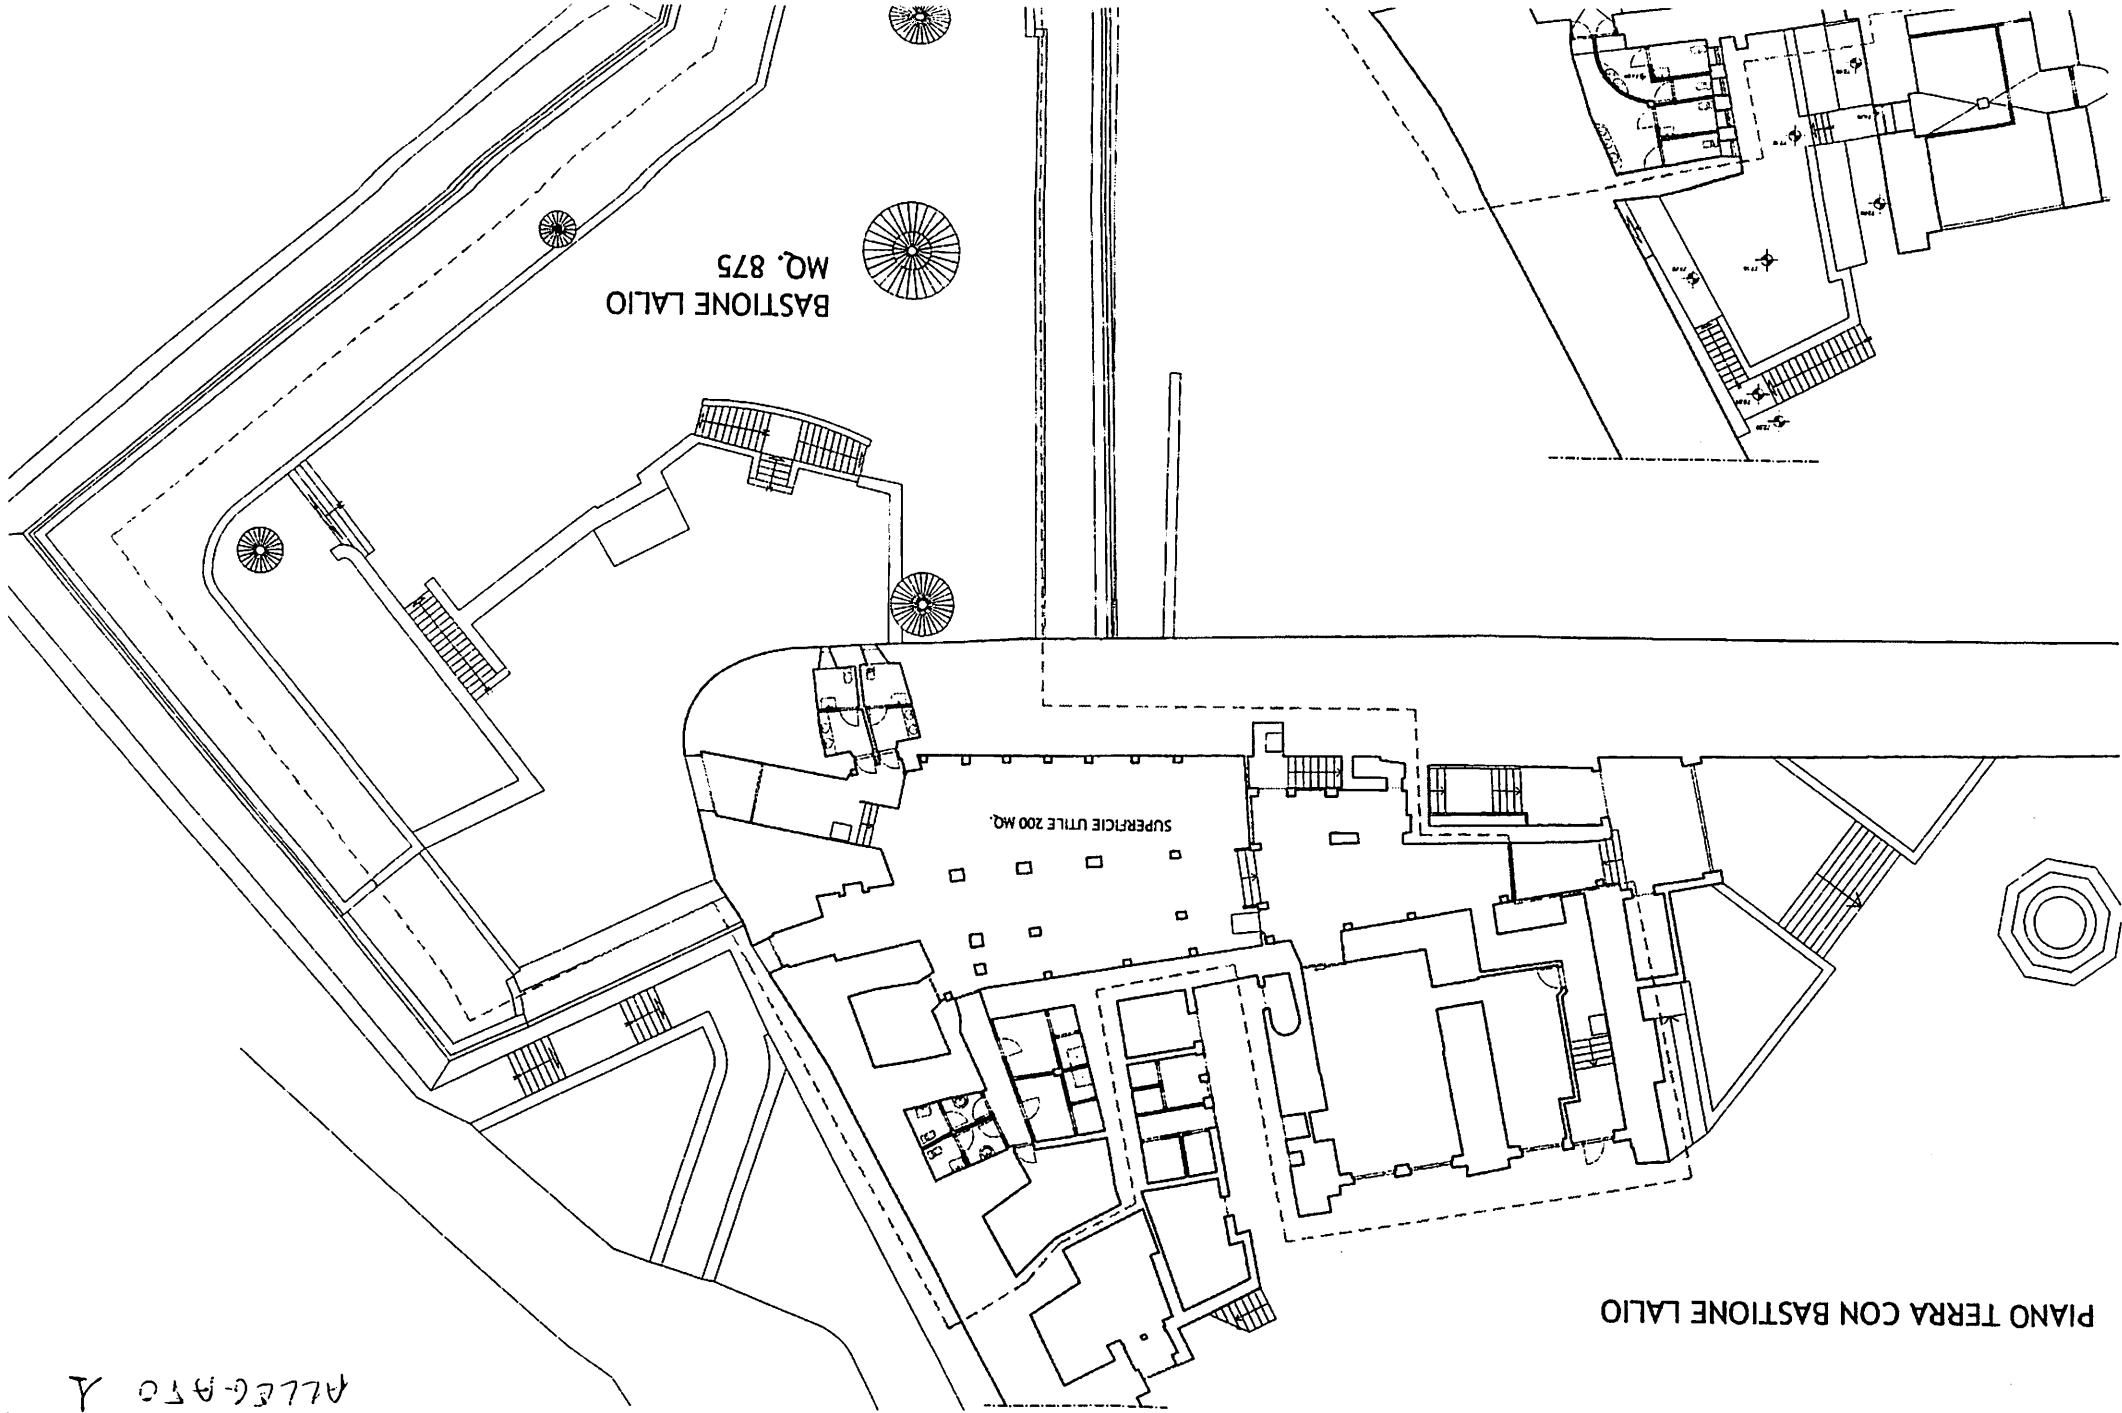 ALLEGATO 1
PIANO TERRA CON BASTIONE LALIO
SUPERFICIE UTILE 200 MQ.
BASTIONE LALIO
MQ. 875